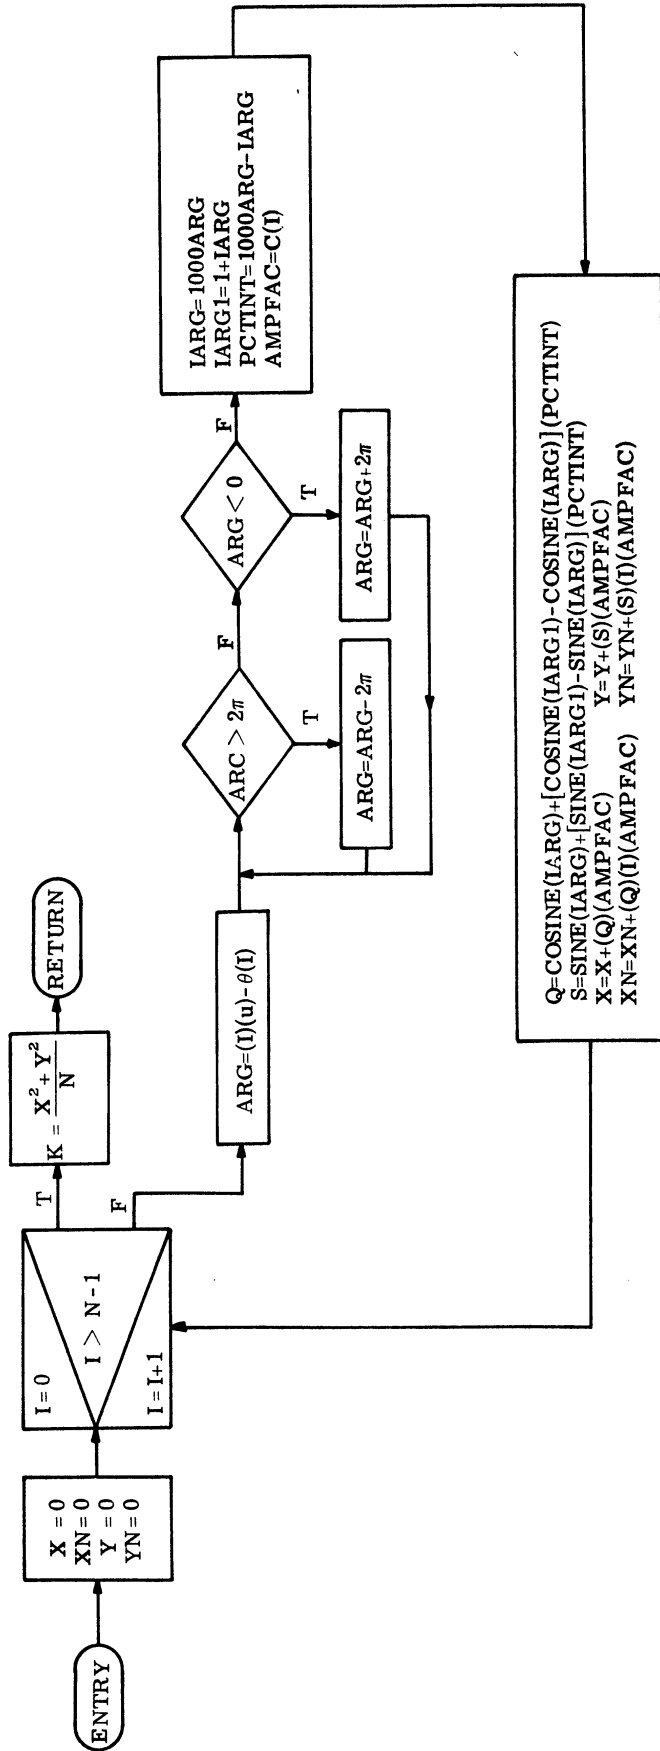 ENTRY
X = 0
XN=0
Y = 0
YN=0
I=0
I > N-1
I=I+1
T
F
K = X² + Y² / N
RETURN
ARG=(I)(u)-θ(I)
ARC > 2π
F
T
ARG=ARG-2π
ARG < 0
F
T
ARG=ARG+2π
IARG=1000ARG
IARG1=1+IARG
PCTINT=1000ARG-IARG
AMPFAC=C(I)
Q=COSINE(IARG)+[COSINE(IARG1)-COSINE(IARG)](PCTINT)
S=SINE(IARG)+[SINE(IARG1)-SINE(IARG)](PCTINT)
X=X+(Q)(AMPFAC) Y=Y+(S)(AMPFAC)
XN=XN+(Q)(I)(AMPFAC) YN=YN+(S)(I)(AMPFAC)